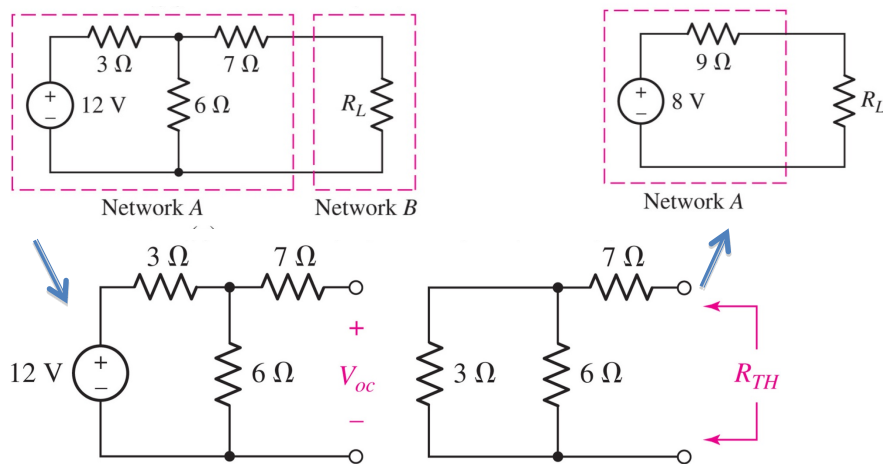 3 Ω
7 Ω
+
−
12 V
6 Ω
R_L
Network A
Network B
9 Ω
+
−
8 V
R_L
Network A
3 Ω
7 Ω
+
−
12 V
6 Ω
+
V_oc
−
7 Ω
3 Ω
6 Ω
R_TH